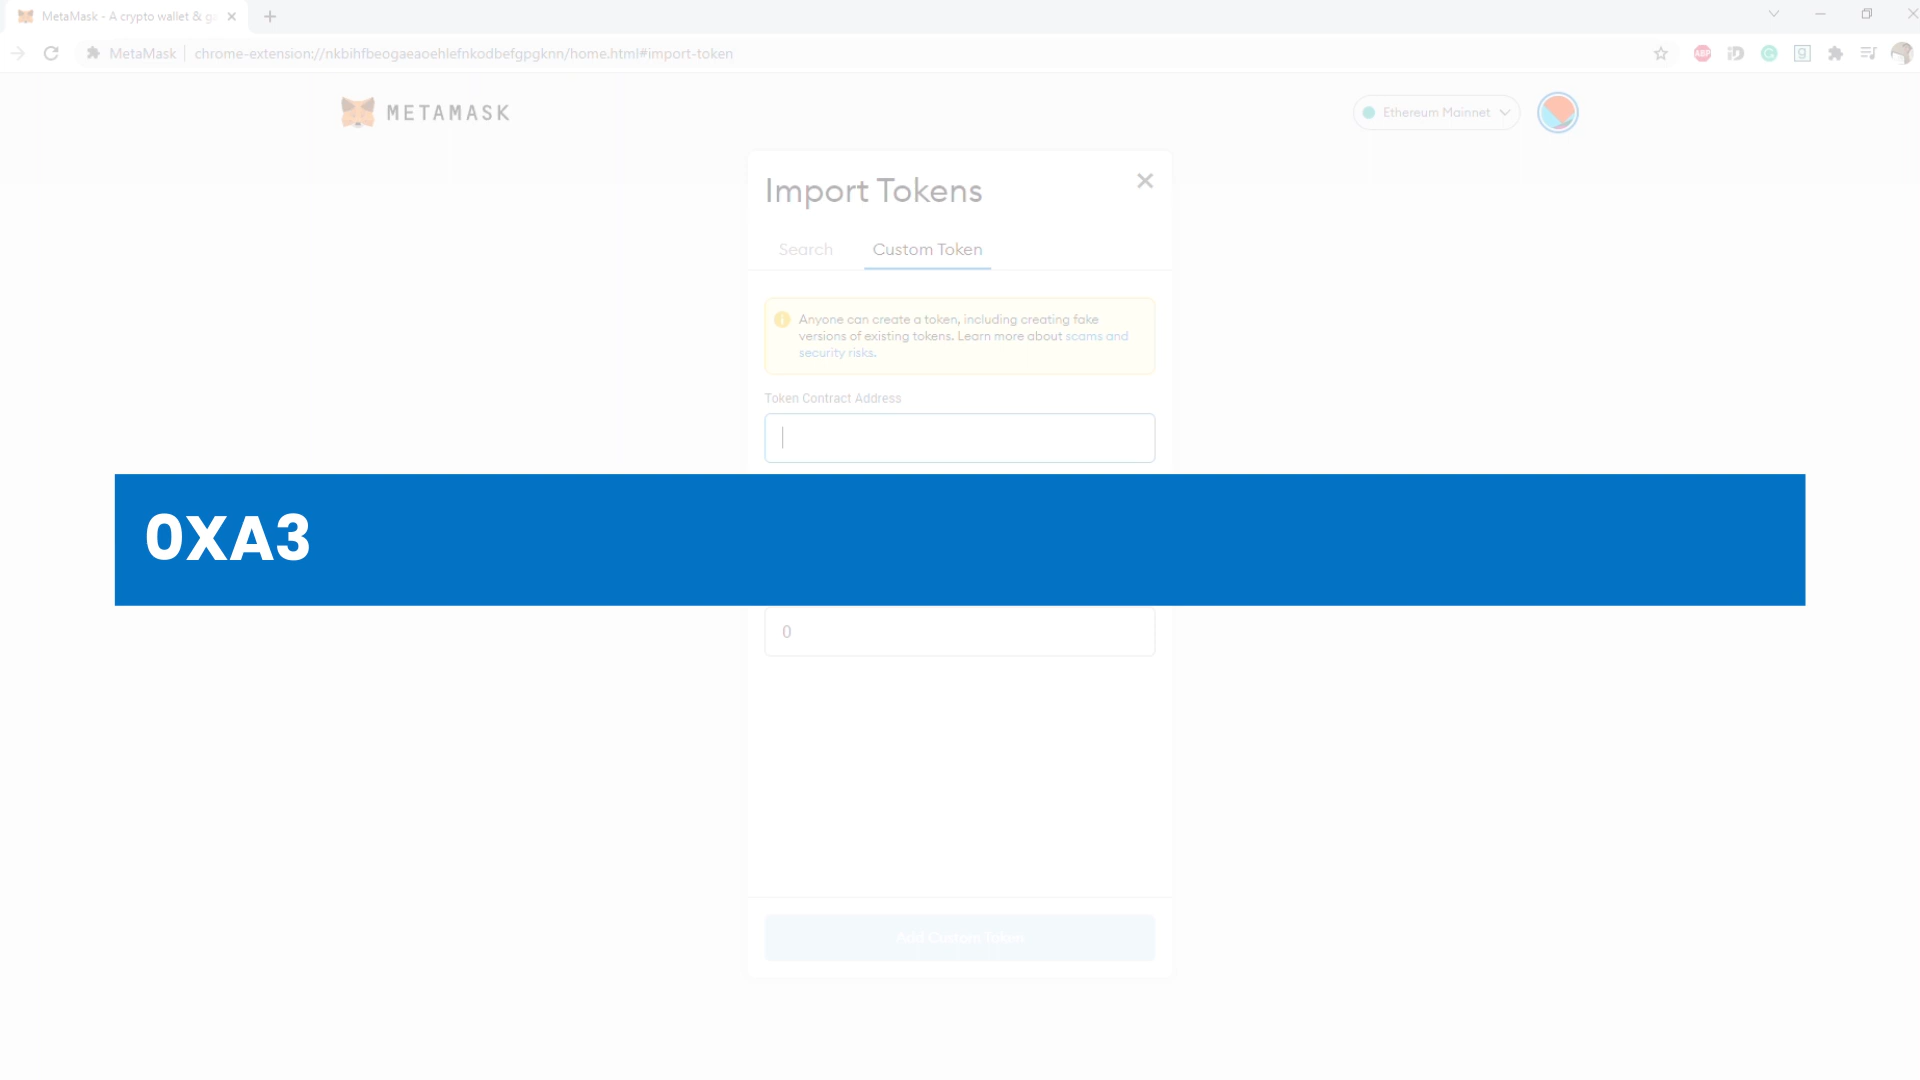 MetaMask - A crypto wallet & ga
MetaMask
chrome-extension://nkbihfbeogaeaoehlefnkodbefgpgknn/home.html#import-token
ABP
METAMASK
Ethereum Mainnet
Import Tokens
Search
Custom Token
Anyone can create a token, including creating fake
versions of existing tokens. Learn more about scams and
security risks.
Token Contract Address
0XA3
0
Add Custom Token